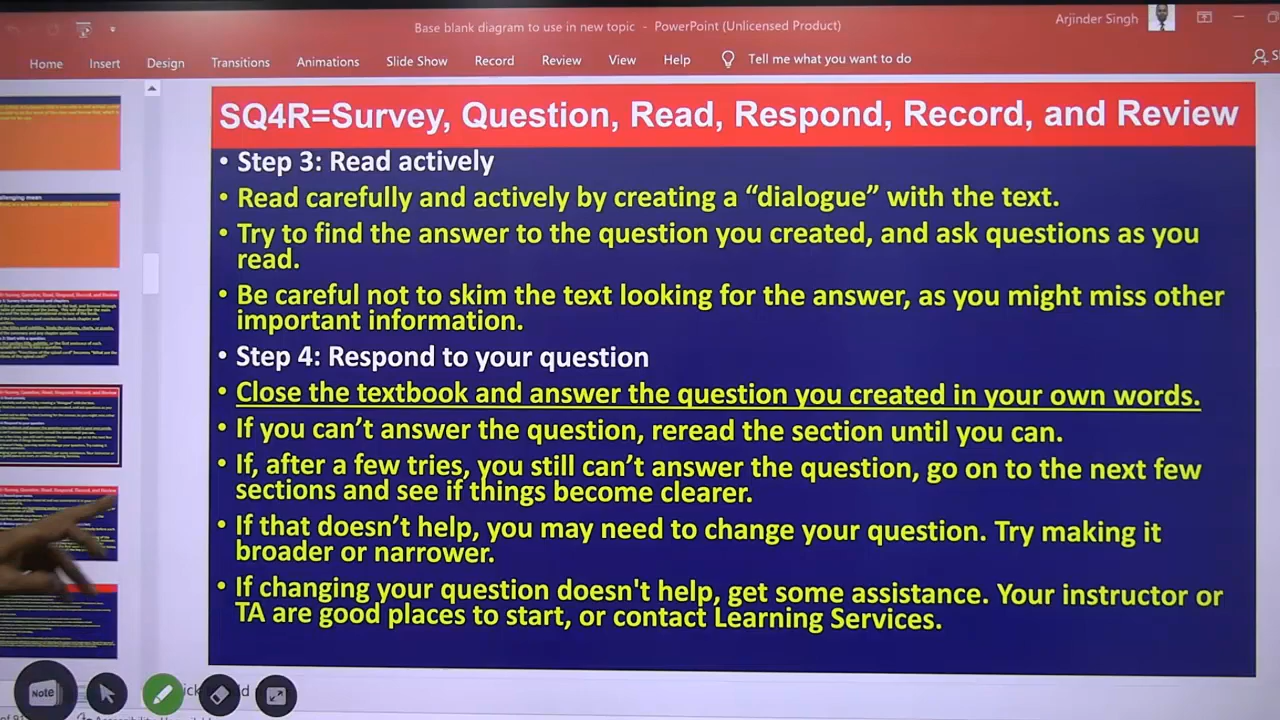 Base blank diagram to use in new topic - PowerPoint (Unlicensed Product)
Arjinder Singh
Home Insert Design Transitions Animations Slide Show Record Review View Help Tell me what you want to do
SQ4R=Survey, Question, Read, Respond, Record, and Review
• Step 3: Read actively
• Read carefully and actively by creating a “dialogue” with the text.
• Try to find the answer to the question you created, and ask questions as you
read.
• Be careful not to skim the text looking for the answer, as you might miss other
important information.
• Step 4: Respond to your question
• Close the textbook and answer the question you created in your own words.
• If you can’t answer the question, reread the section until you can.
• If, after a few tries, you still can’t answer the question, go on to the next few
sections and see if things become clearer.
• If that doesn’t help, you may need to change your question. Try making it
broader or narrower.
• If changing your question doesn't help, get some assistance. Your instructor or
TA are good places to start, or contact Learning Services.
Note